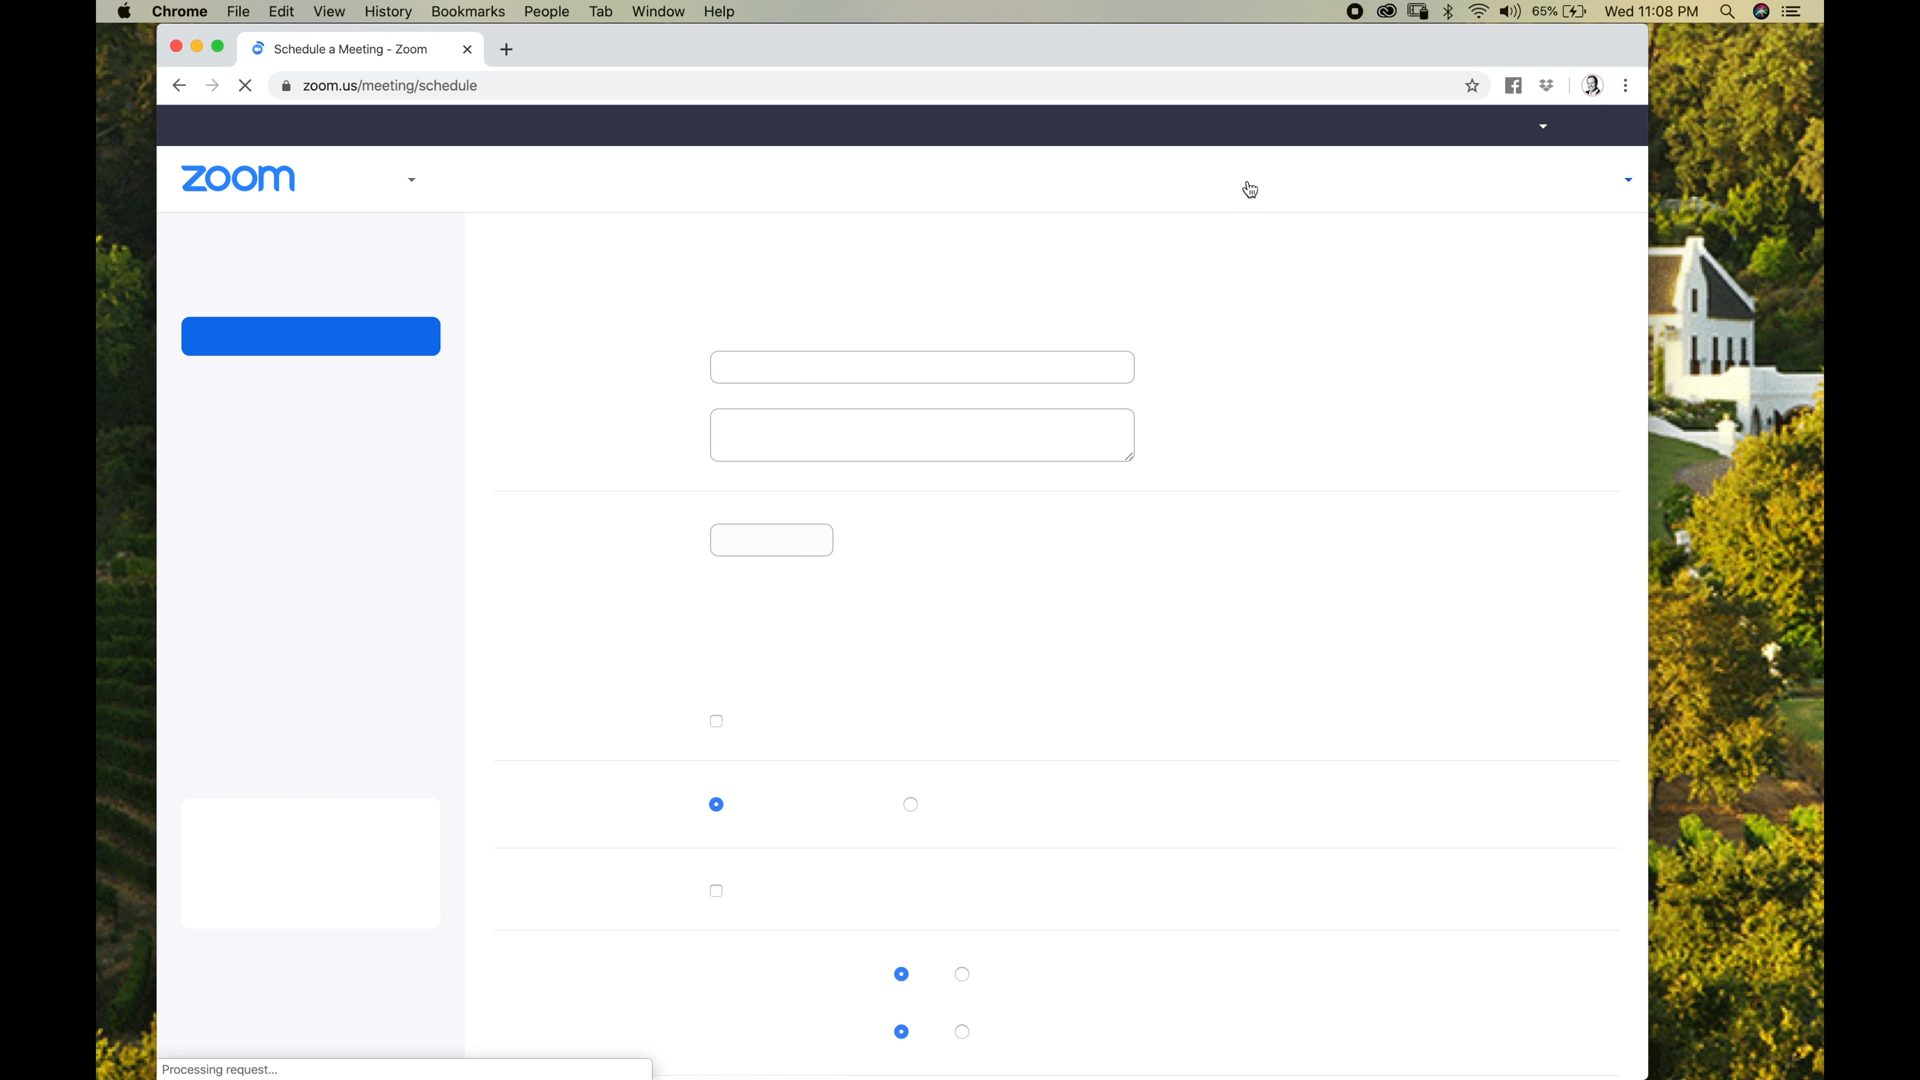 Chrome File Edit View History Bookmarks People Tab Window Help 65% Wed 11:08 PM
Schedule a Meeting - Zoom
zoom.us/meeting/schedule
zoom
Processing request...